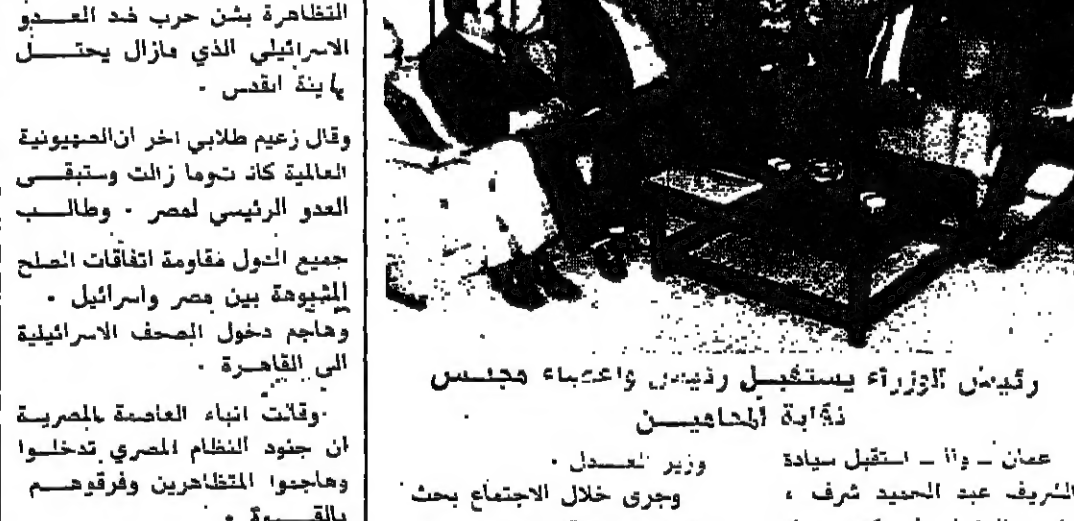 رئيس الوزراء يستقبل رئيس واعضاء مجلس
نقابة المحامين
عمان ـ وا ـ استقبل سيادة
الشريف عبد الحميد شرف ،
وزير العدل .
وجرى خلال الاجتماع بحث
التظاهرة بشن حرب ضد العدو
الاسرائيلي الذي مازال يحتل
القدس .
وقال زعيم طلابي اخر ان الصهيونية
العالمية كانت وما زالت وستبقى
العدو الرئيسي لمصر . وطالب
جميع الدول مقاومة اتفاقات الصلح
المشبوهة بين مصر واسرائيل .
وهاجم دخول الصحف الاسرائيلية
الى القاهرة .
وقالت انباء العاصمة المصرية
ان جنود النظام المصري تدخلوا
وهاجموا المتظاهرين وفرقوهم
بالقوة .